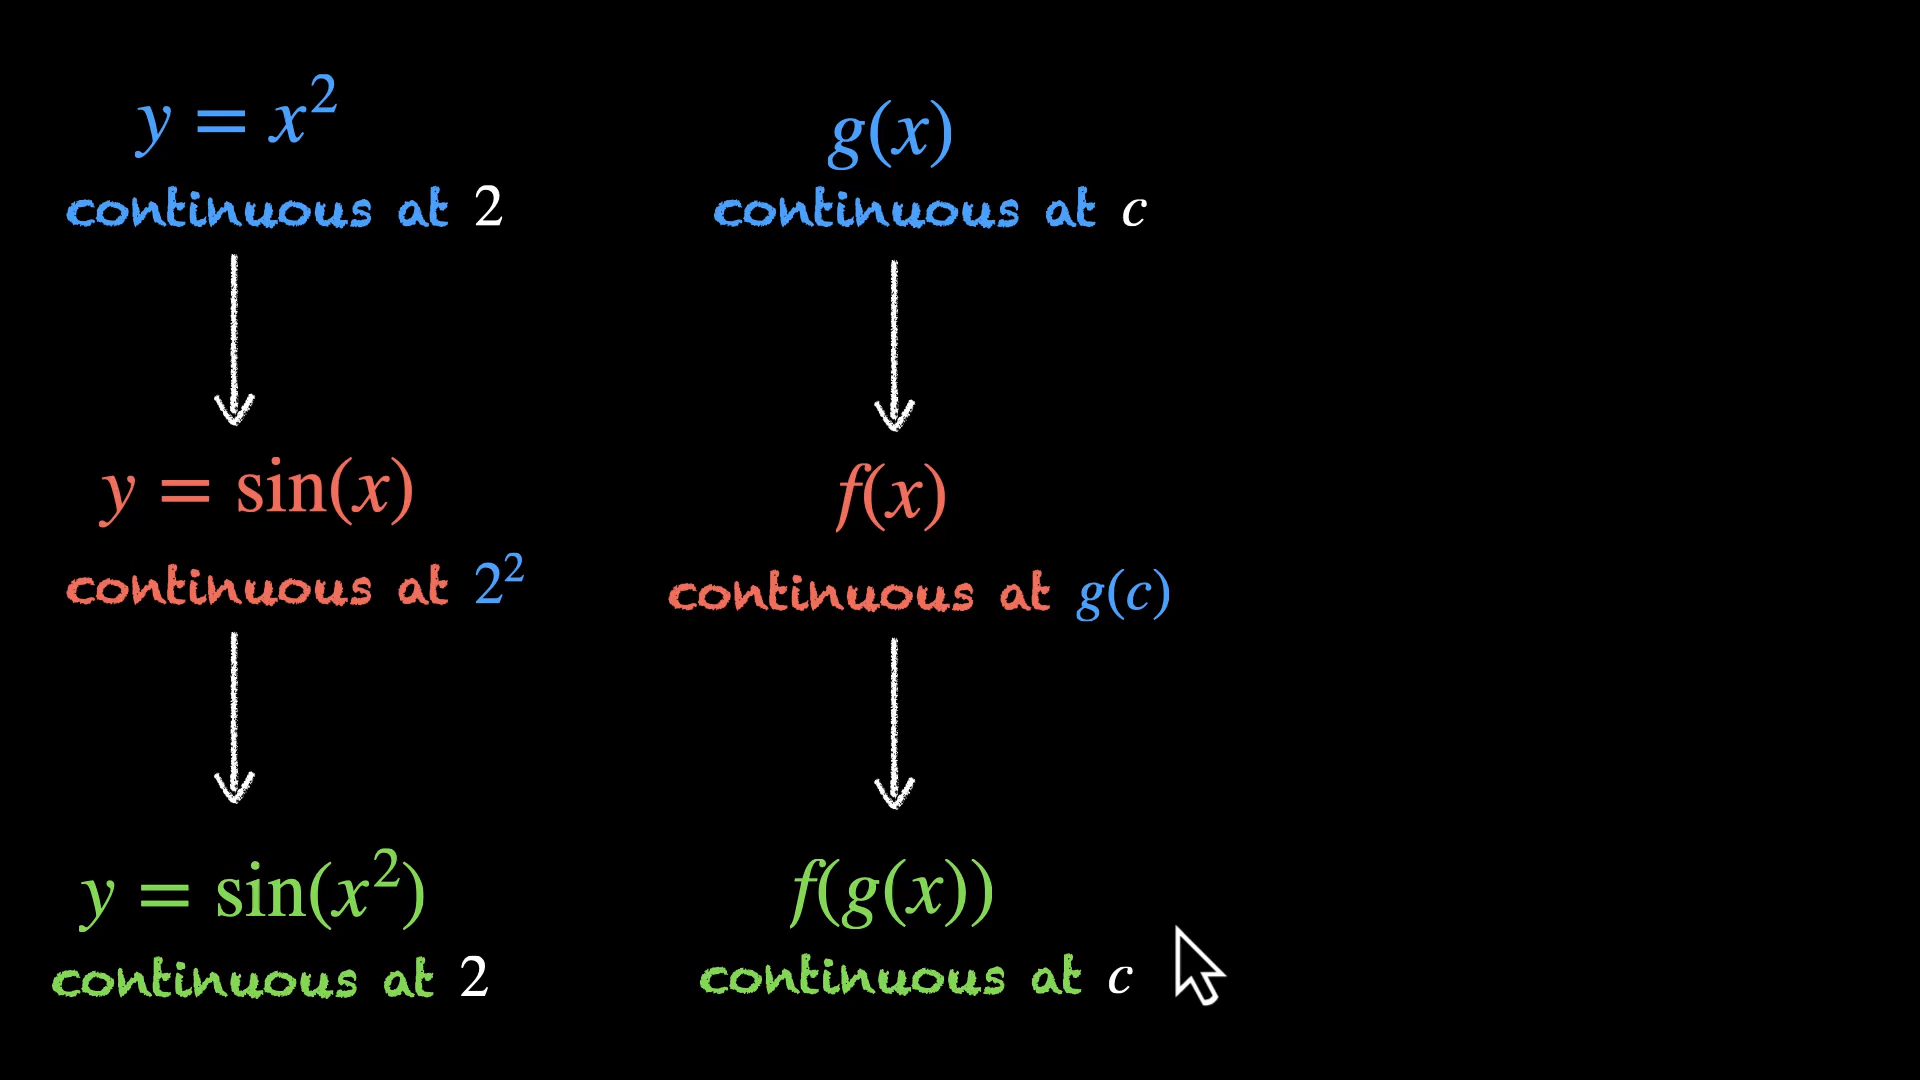 y = x²
continuous at 2
y = sin(x)
continuous at 2²
y = sin(x²)
continuous at 2
g(x)
continuous at c
f(x)
continuous at g(c)
f(g(x))
continuous at c